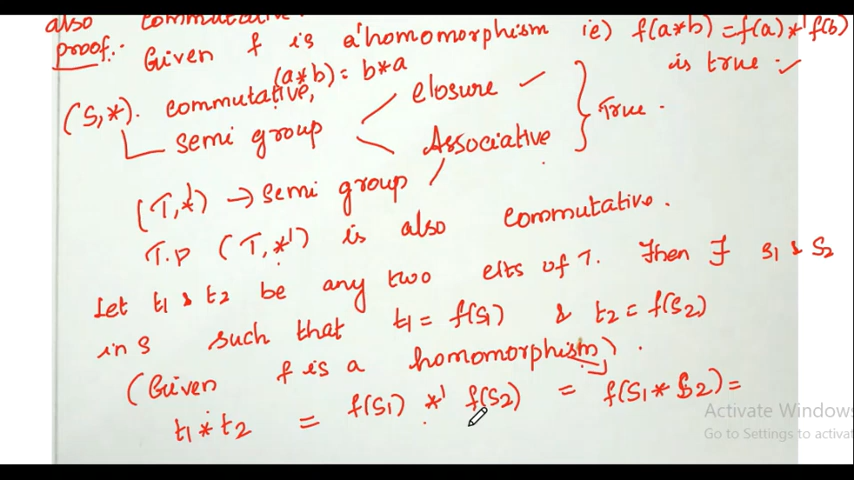 also commutative.
proof:- Given f is a homomorphism ie) f(a*b) = f(a) *' f(b)
is true ✓
(a*b) = b*a
(S,*). commutative,
semi group
closure ✓
Associative
True.
(T,*') → semi group
T.P (T,*') is also commutative.
Let t1 & t2 be any two elts of T. Then ∃ s1 & s2
in S such that t1 = f(s1) & t2 = f(s2)
(Given f is a homomorphism).
t1 * t2 = f(s1) *' f(s2) = f(s1 * s2) =
Activate Windows
Go to Settings to activat